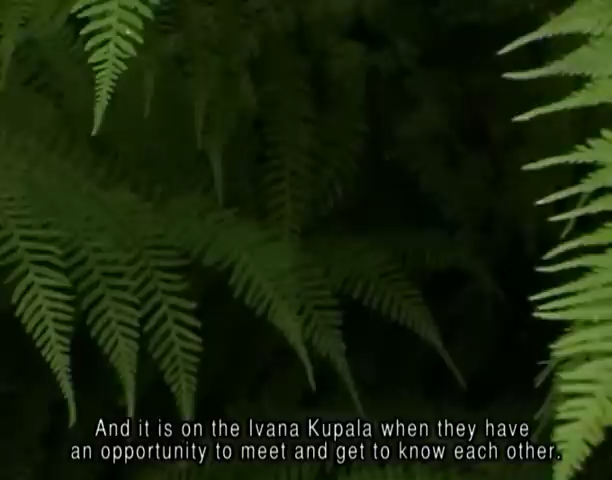 And it is on the Ivana Kupala when they have
an opportunity to meet and get to know each other.